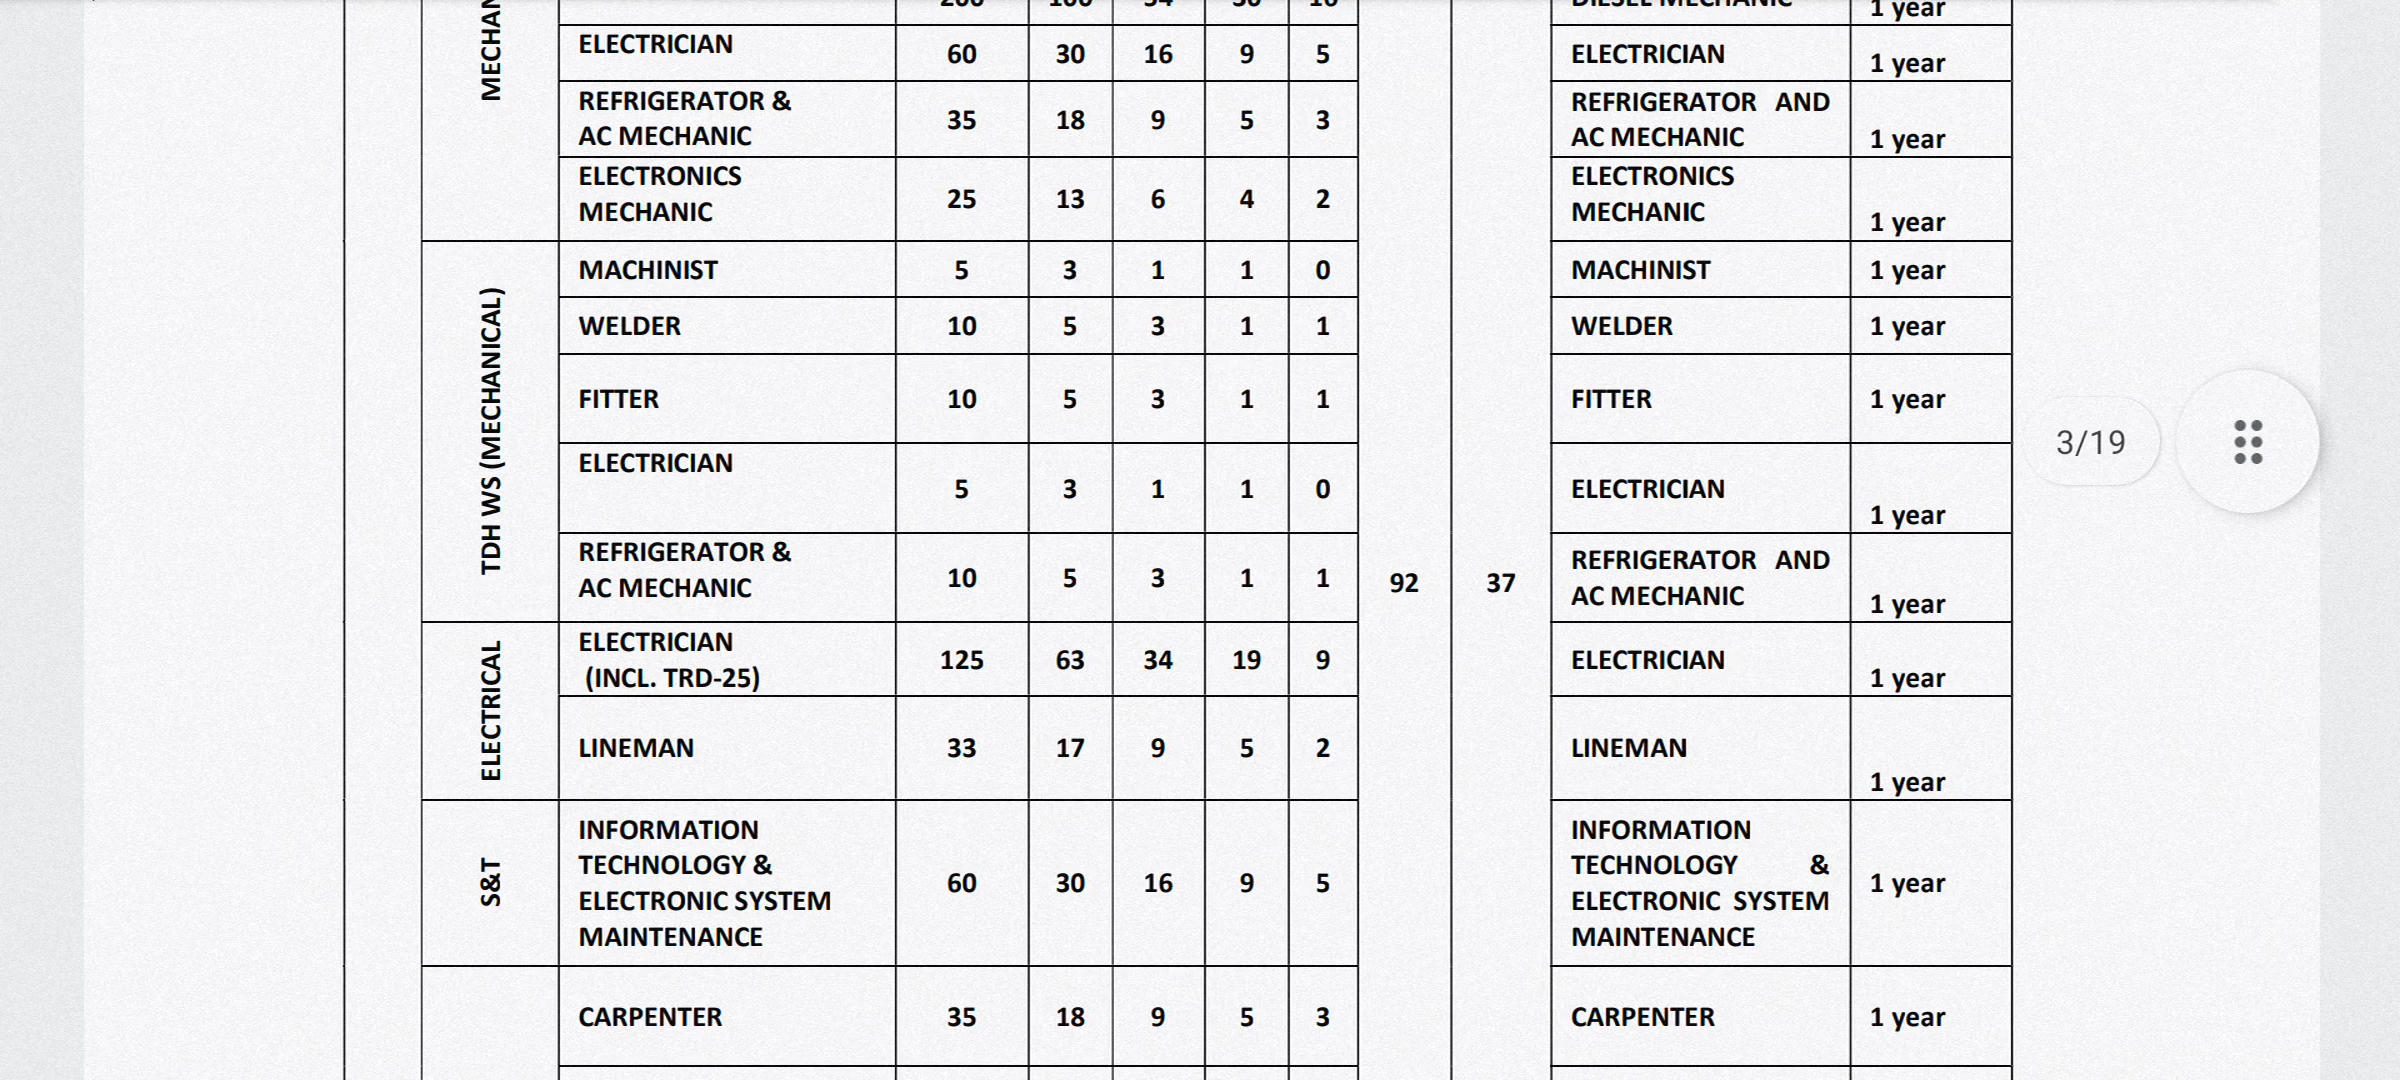 MECHAN
DIESEL MECHANIC 1 year
ELECTRICIAN 60 30 16 9 5 ELECTRICIAN 1 year
REFRIGERATOR & AC MECHANIC 35 18 9 5 3 REFRIGERATOR AND AC MECHANIC 1 year
ELECTRONICS MECHANIC 25 13 6 4 2 ELECTRONICS MECHANIC 1 year
TDH WS (MECHANICAL)
MACHINIST 5 3 1 1 0 MACHINIST 1 year
WELDER 10 5 3 1 1 WELDER 1 year
FITTER 10 5 3 1 1 FITTER 1 year
3/19
ELECTRICIAN 5 3 1 1 0 ELECTRICIAN 1 year
REFRIGERATOR & AC MECHANIC 10 5 3 1 1 92 37 REFRIGERATOR AND AC MECHANIC 1 year
ELECTRICAL
ELECTRICIAN (INCL. TRD-25) 125 63 34 19 9 ELECTRICIAN 1 year
LINEMAN 33 17 9 5 2 LINEMAN 1 year
S&T
INFORMATION TECHNOLOGY & ELECTRONIC SYSTEM MAINTENANCE 60 30 16 9 5 INFORMATION TECHNOLOGY & ELECTRONIC SYSTEM MAINTENANCE 1 year
CARPENTER 35 18 9 5 3 CARPENTER 1 year